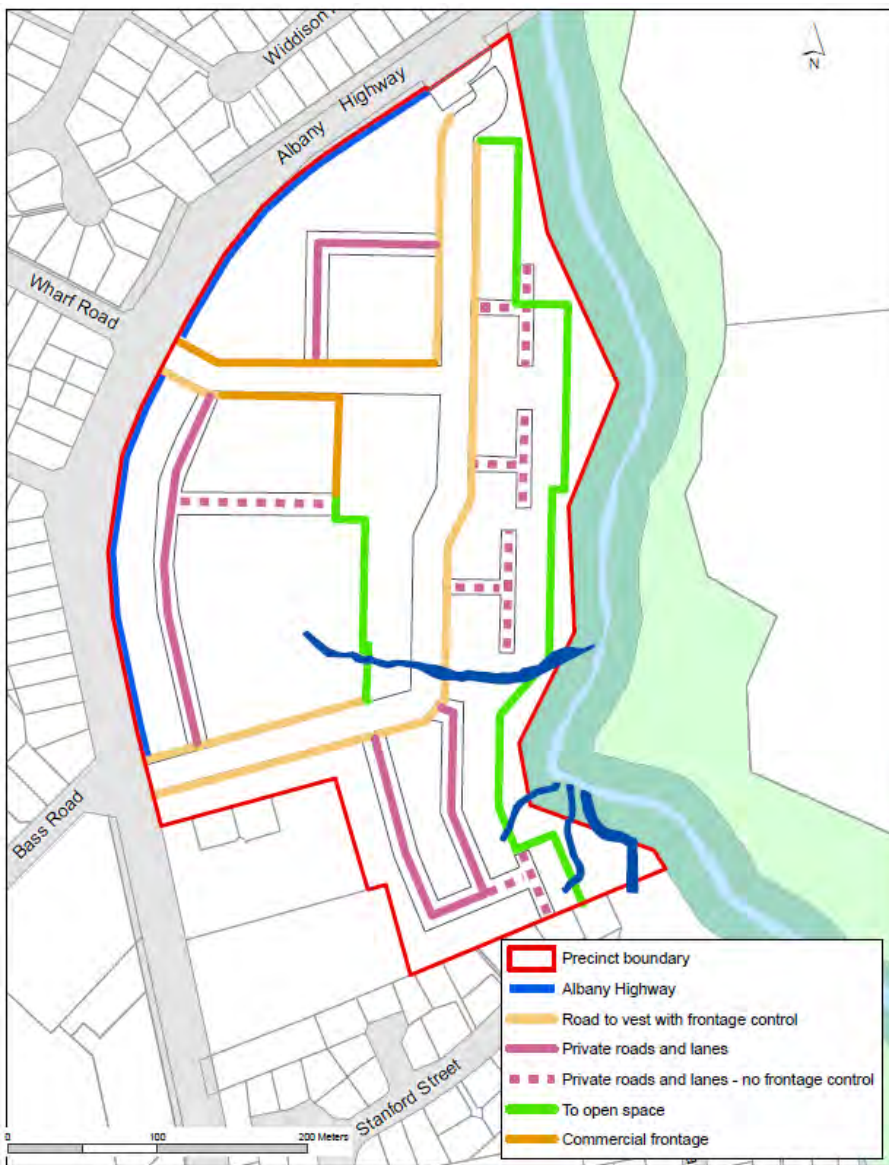 Widdison
Albany Highway
N
Wharf Road
Bass Road
Stanford Street
Precinct boundary
Albany Highway
Road to vest with frontage control
Private roads and lanes
Private roads and lanes - no frontage control
To open space
Commercial frontage
0 100 200 Meters